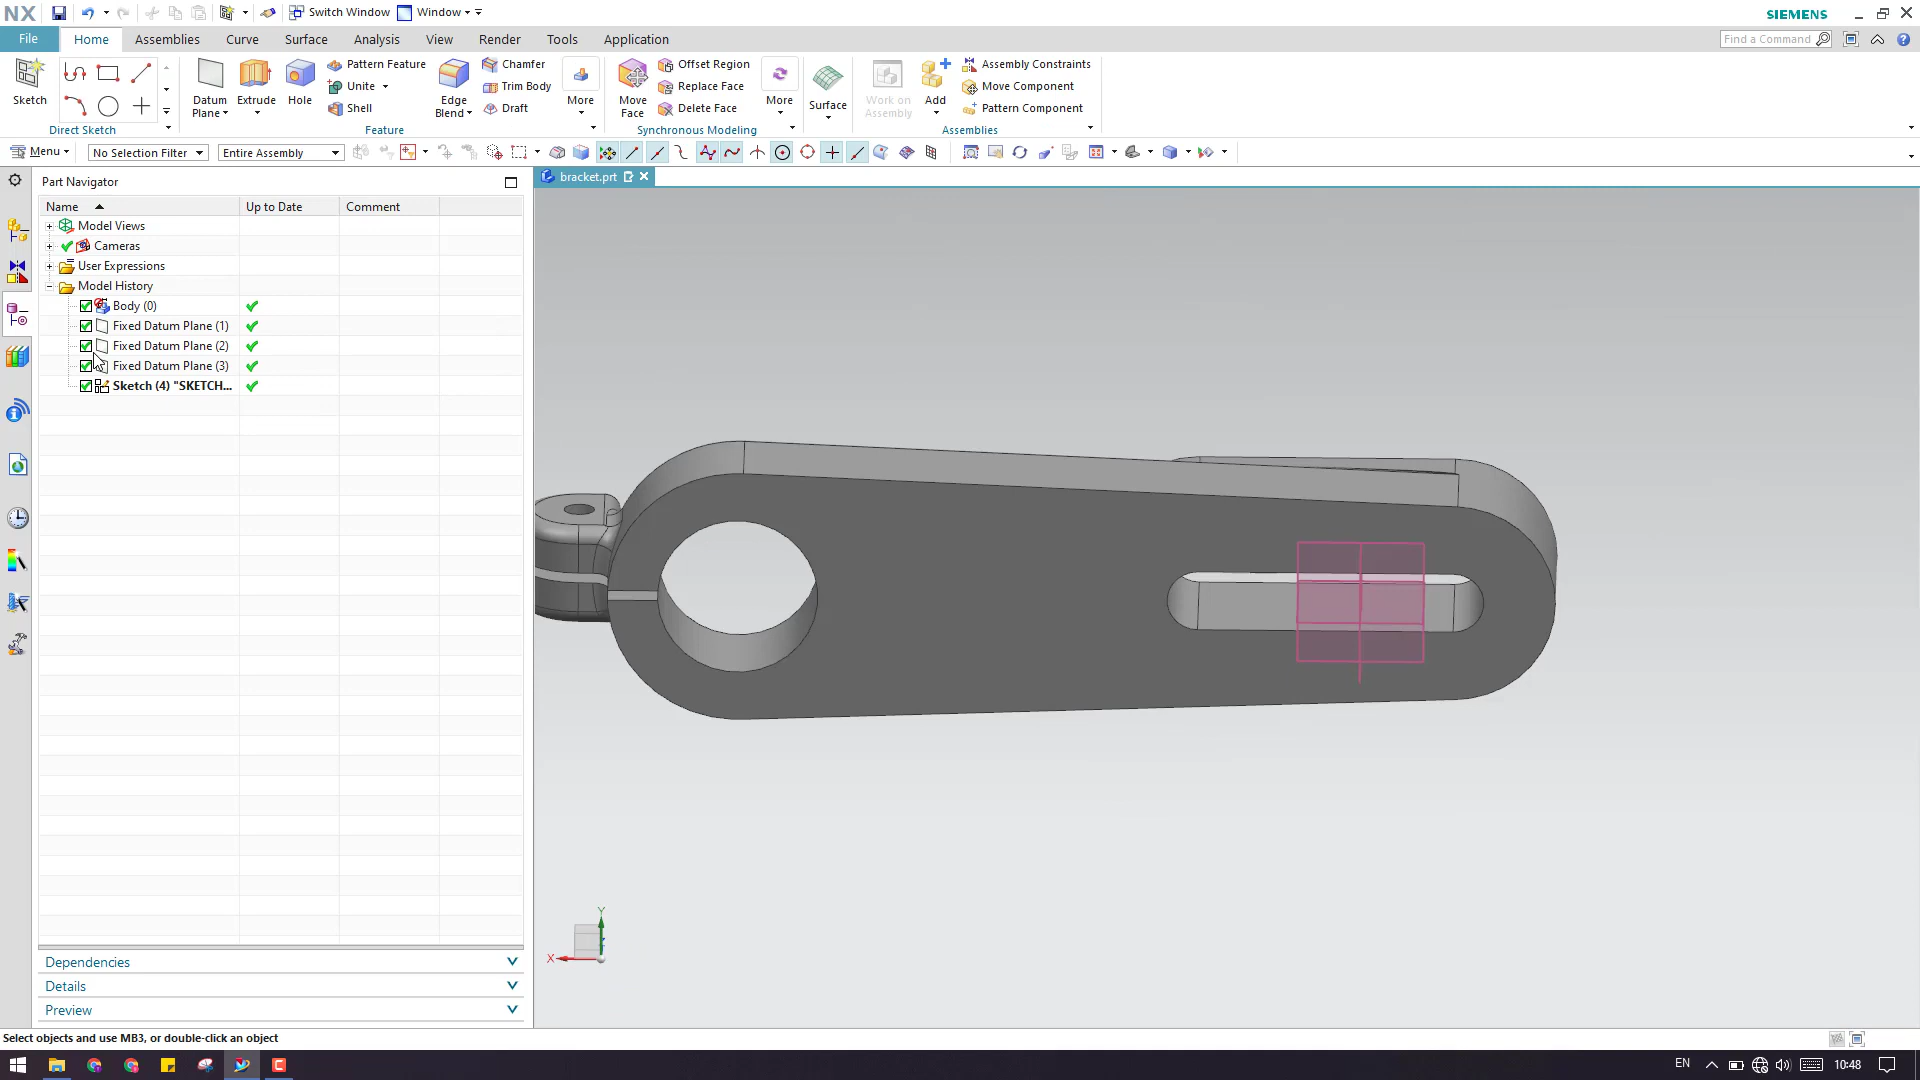 NX Switch Window Window SIEMENS
File Home Assemblies Curve Surface Analysis View Render Tools Application Find a Command
Sketch
Direct Sketch
Datum Plane
Extrude
Hole
Pattern Feature
Unite
Shell
Edge Blend
Chamfer
Trim Body
Draft
More
Feature
Move Face
Offset Region
Replace Face
Delete Face
More
Synchronous Modeling
Surface
Work on Assembly
Add
Assembly Constraints
Move Component
Pattern Component
Assemblies
Menu No Selection Filter Entire Assembly
Part Navigator
bracket.prt
Name Up to Date Comment
Model Views
Cameras
User Expressions
Model History
Body (0)
Fixed Datum Plane (1)
Fixed Datum Plane (2)
Fixed Datum Plane (3)
Sketch (4) "SKETCH...
Y
X
Dependencies
Details
Preview
Select objects and use MB3, or double-click an object
EN 10:48